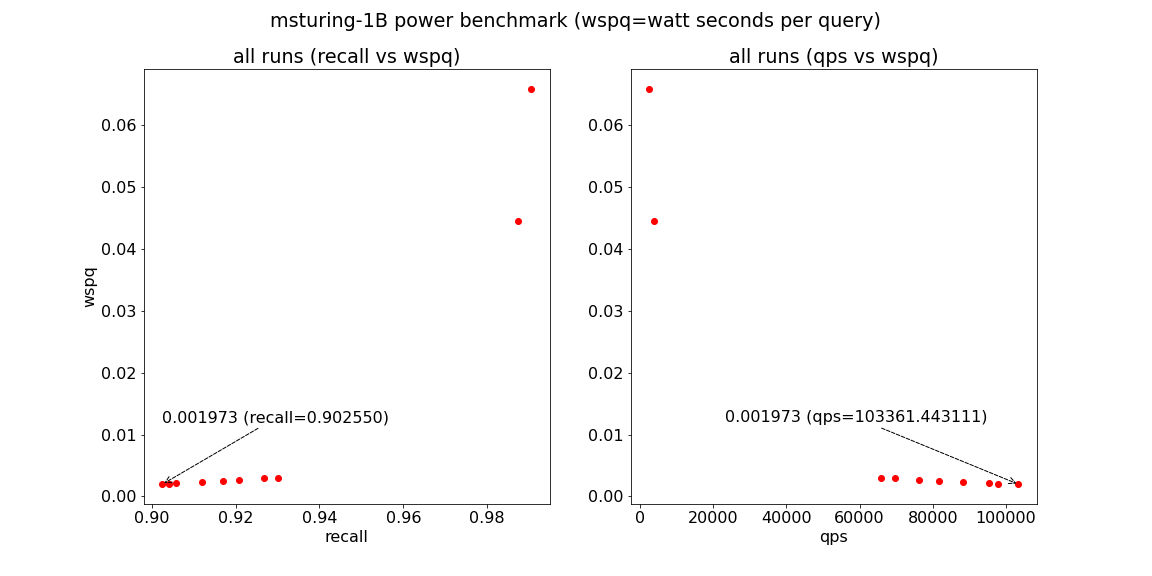 msturing-1B power benchmark (wspq=watt seconds per query)
all runs (recall vs wspq)
wspq
0.06
0.05
0.04
0.03
0.02
0.01
0.00
0.001973 (recall=0.902550)
0.90 0.92 0.94 0.96 0.98
recall
all runs (qps vs wspq)
0.06
0.05
0.04
0.03
0.02
0.01
0.00
0.001973 (qps=103361.443111)
0 20000 40000 60000 80000 100000
qps